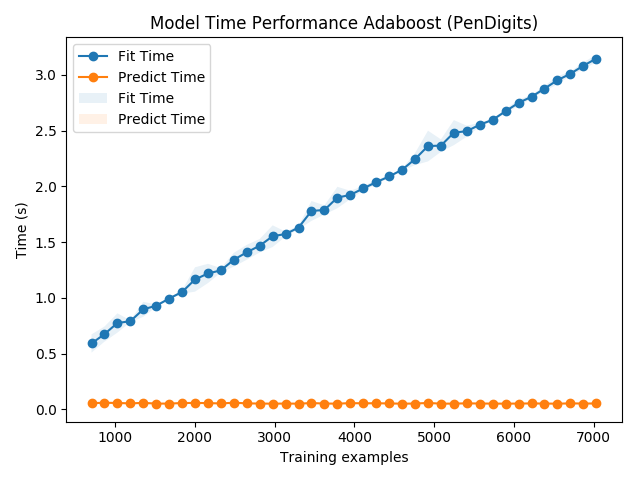 Model Time Performance Adaboost (PenDigits)
Fit Time
Predict Time
Fit Time
Predict Time
3.0
2.5
2.0
1.5
1.0
0.5
0.0
Time (s)
1000 2000 3000 4000 5000 6000 7000
Training examples